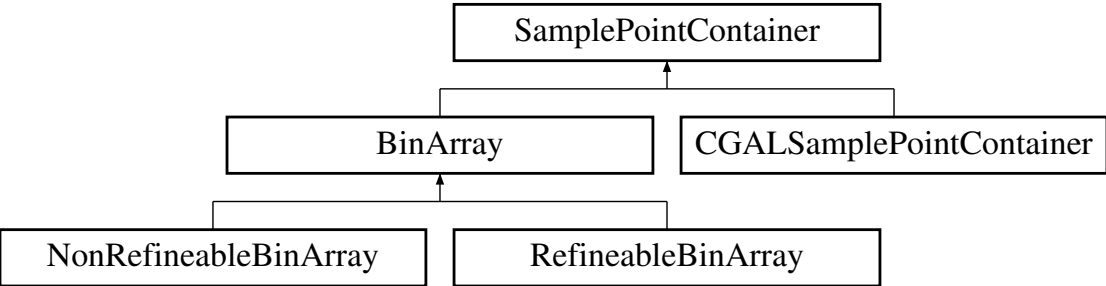 SamplePointContainer
BinArray
CGALSamplePointContainer
NonRefineableBinArray
RefineableBinArray